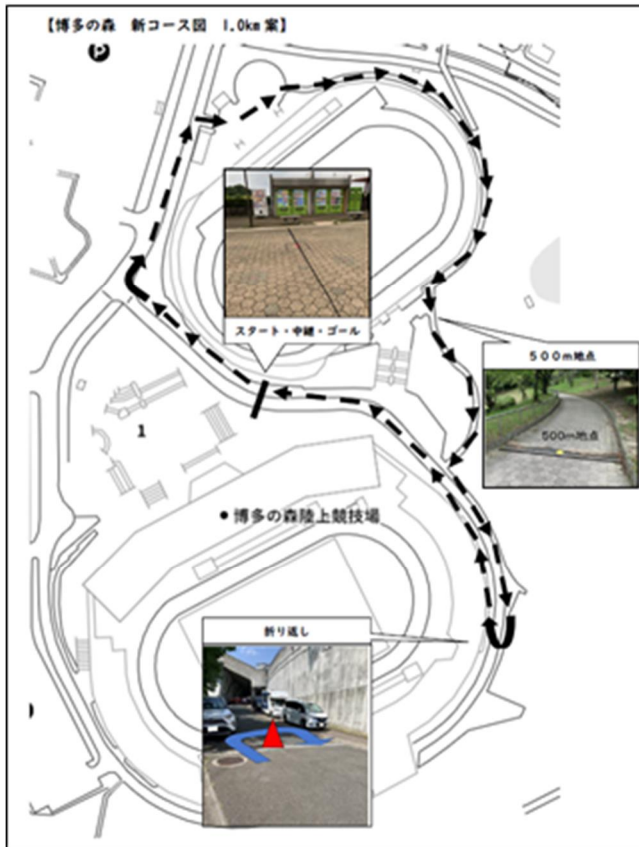 【博多の森 新コース図 1.0km案】
P
スタート・中継・ゴール
500m地点
500m地点
1
博多の森陸上競技場
折り返し